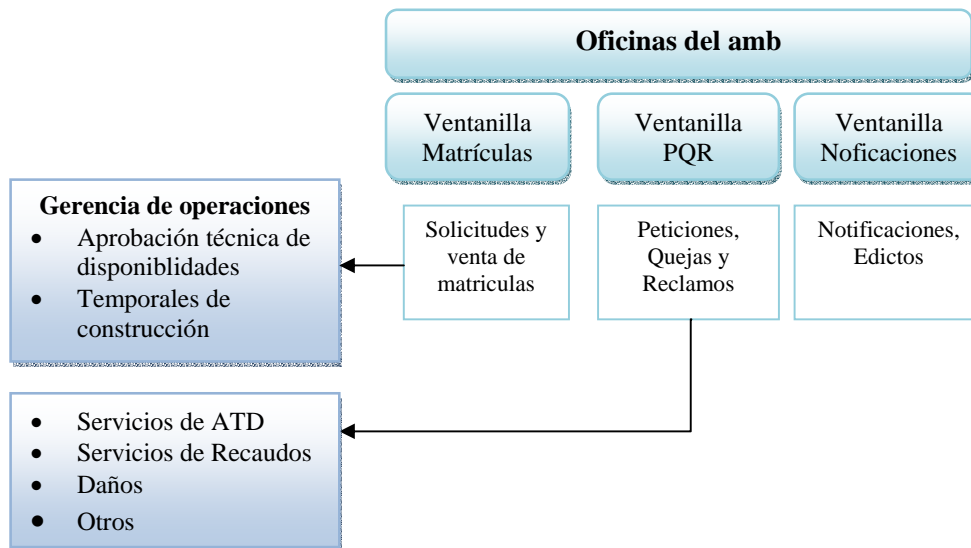 Oficinas del amb
Ventanilla
Matrículas
Ventanilla
PQR
Ventanilla
Noficaciones
Gerencia de operaciones
• Aprobación técnica de
disponiblidades
• Temporales de
construcción
Solicitudes y
venta de
matriculas
Peticiones,
Quejas y
Reclamos
Notificaciones,
Edictos
• Servicios de ATD
• Servicios de Recaudos
• Daños
• Otros